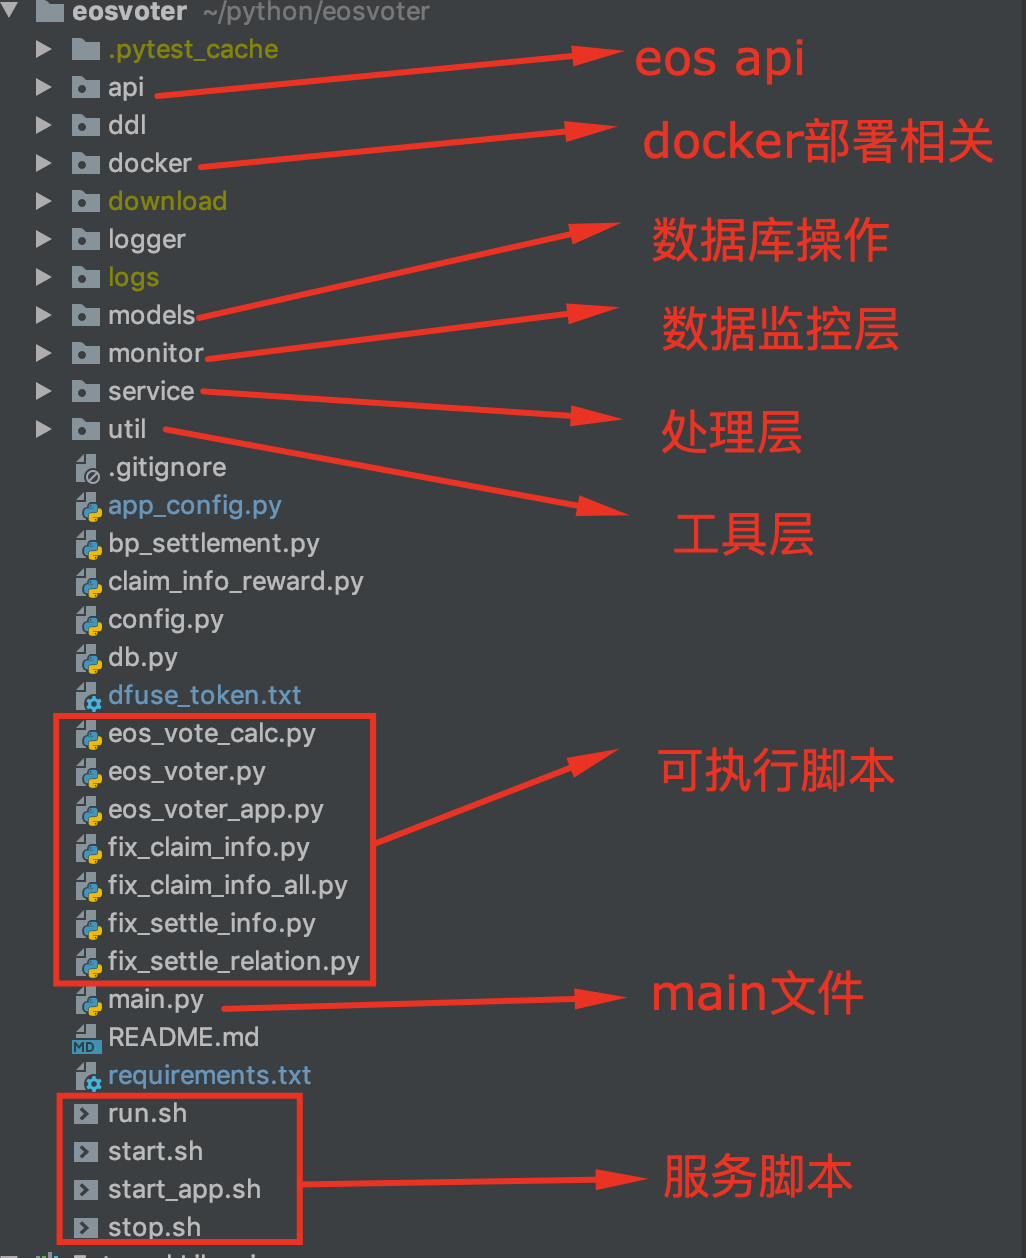 eosvoter ~/python/eosvoter
.pytest_cache
eos api
api
ddl
docker部署相关
docker
download
logger
数据库操作
logs
models
数据监控层
monitor
service
处理层
util
.gitignore
app_config.py
工具层
bp_settlement.py
claim_info_reward.py
config.py
db.py
dfuse_token.txt
eos_vote_calc.py
eos_voter.py
可执行脚本
eos_voter_app.py
fix_claim_info.py
fix_claim_info_all.py
fix_settle_info.py
fix_settle_relation.py
main.py
main文件
MD README.md
requirements.txt
run.sh
start.sh
服务脚本
start_app.sh
stop.sh